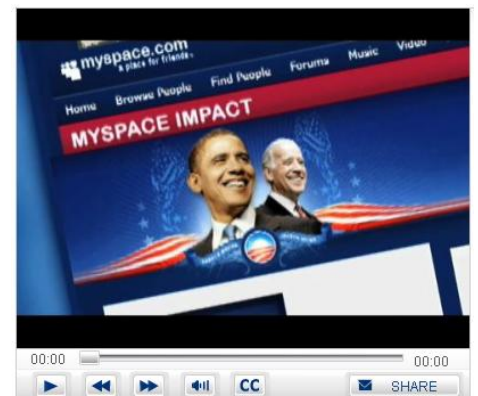 myspace.com
a place for friends
Home Browse People Find People Forums Music Video
MYSPACE IMPACT
00:00 00:00
CC SHARE